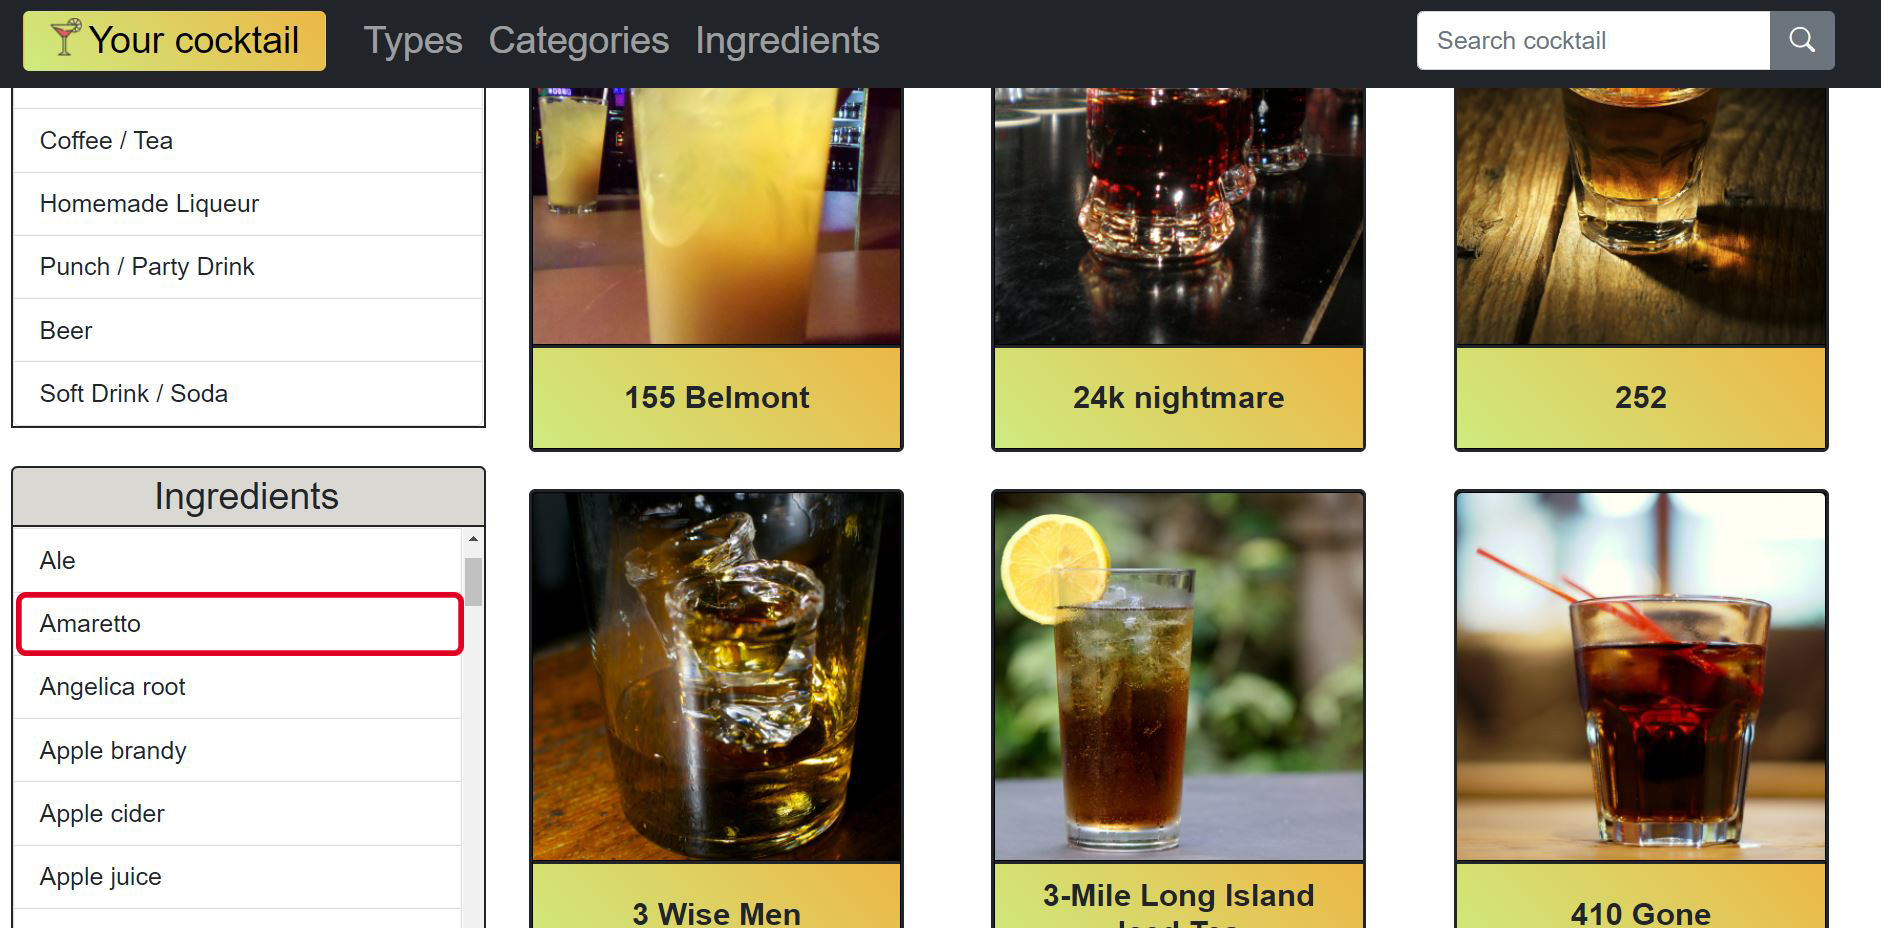 Your cocktail
Types
Categories
Ingredients
Search cocktail
Coffee / Tea
Homemade Liqueur
Punch / Party Drink
Beer
Soft Drink / Soda
Ingredients
Ale
Amaretto
Angelica root
Apple brandy
Apple cider
Apple juice
155 Belmont
24k nightmare
252
3 Wise Men
3-Mile Long Island
Iced Tea
410 Gone